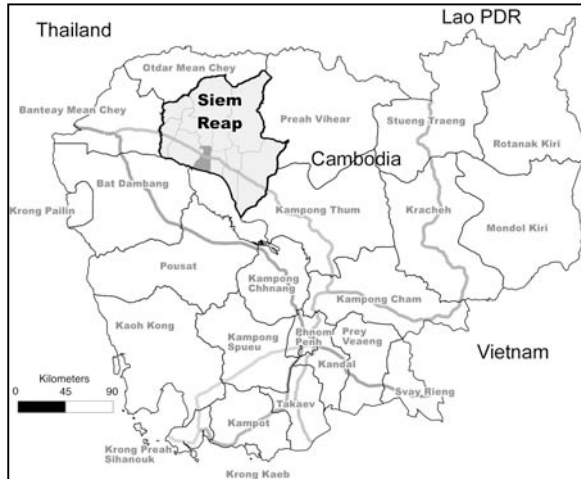 Thailand
Lao PDR
Otdar Mean Chey
Siem
Reap
Banteay Mean Chey
Preah Vihear
Stueng Traeng
Rotanak Kiri
Cambodia
Bat Dambang
Krong Pailin
Kampong Thum
Kracheh
Mondol Kiri
Pousat
Kampong
Chhnang
Kampong Cham
Kaoh Kong
Kampong
Spueu
Phnom
Penh
Prey
Veaeng
Kandal
Vietnam
Svay Rieng
Kilometers
0 45 90
Takaev
Kampot
Krong Preah
Sihanouk
Krong Kaeb